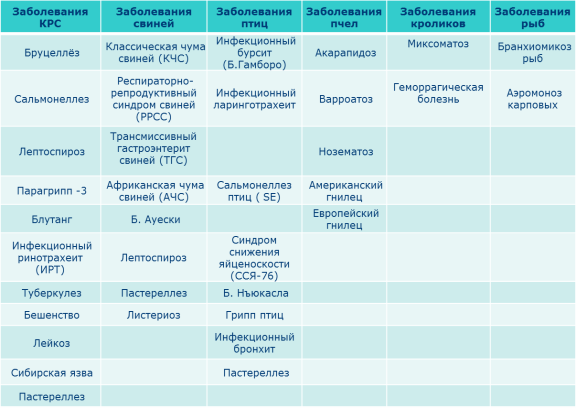 Заболевания КРС
Заболевания свиней
Заболевания птиц
Заболевания пчел
Заболевания кроликов
Заболевания рыб
Бруцеллёз
Классическая чума
свиней (КЧС)
Инфекционный
бурсит
(Б.Гамборо)
Акарапидоз
Миксоматоз
Бранхиомикоз
рыб
Сальмонеллез
Респираторно-
репродуктивный
синдром свиней
(РРСС)
Инфекционный
ларинготрахеит
Варроатоз
Геморрагическая
болезнь
Аэромоноз
карповых
Лептоспироз
Трансмиссивный
гастроэнтерит
свиней (ТГС)
Нозематоз
Парагрипп -3
Африканская чума
свиней (АЧС)
Сальмонеллез
птиц ( SE)
Американский
гнилец
Блутанг
Б. Ауески
Европейский
гнилец
Инфекционный
ринотрахеит
(ИРТ)
Лептоспироз
Синдром
снижения
яйценоскости
(ССЯ-76)
Туберкулез
Пастереллез
Б. Нъюкасла
Бешенство
Листериоз
Грипп птиц
Лейкоз
Инфекционный
бронхит
Сибирская язва
Пастереллез
Пастереллез